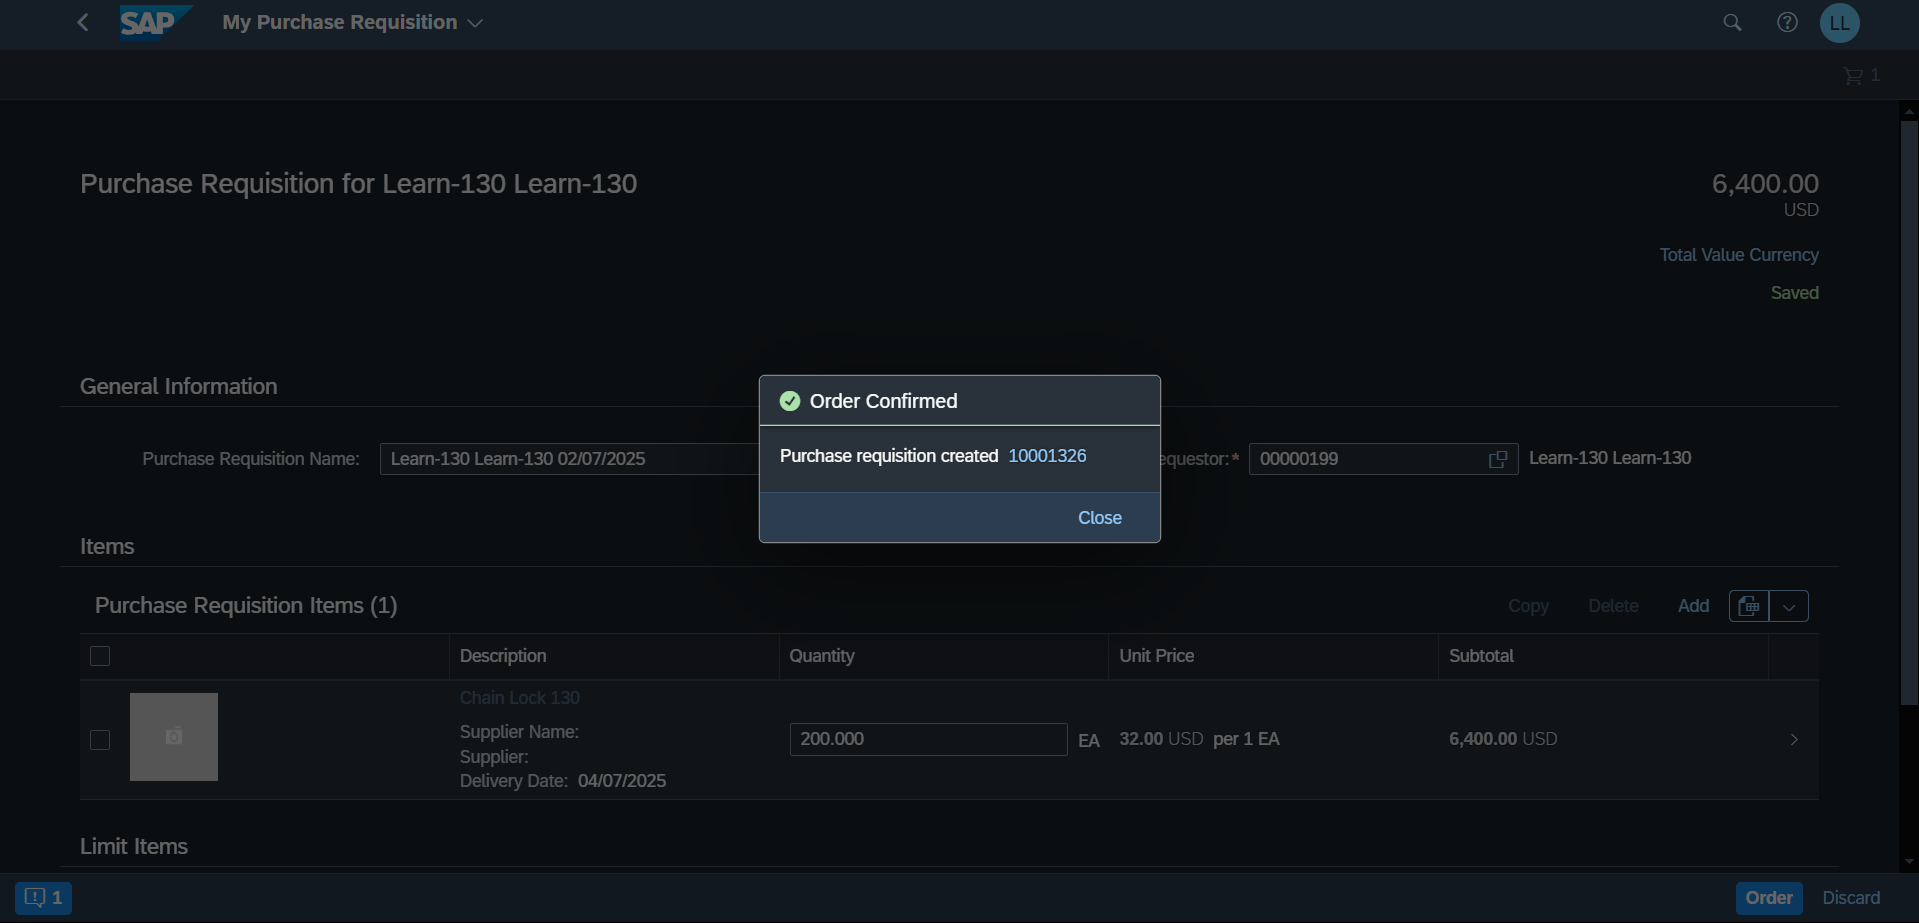 SAP My Purchase Requisition LL
1
Purchase Requisition for Learn-130 Learn-130
6,400.00
USD
Total Value Currency
Saved
General Information
Order Confirmed
Purchase requisition created 10001326
Close
Purchase Requisition Name: Learn-130 Learn-130 02/07/2025 equestor:* 00000199 Learn-130 Learn-130
Items
Purchase Requisition Items (1) Copy Delete Add
Description Quantity Unit Price Subtotal
Chain Lock 130
Supplier Name:
Supplier:
Delivery Date: 04/07/2025
200.000 EA 32.00 USD per 1 EA 6,400.00 USD
Limit Items
1 Order Discard